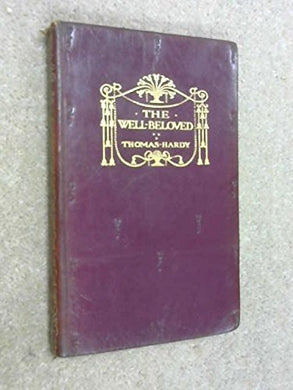 · THE ·
WELL-BELOVED
THOMAS · HARDY